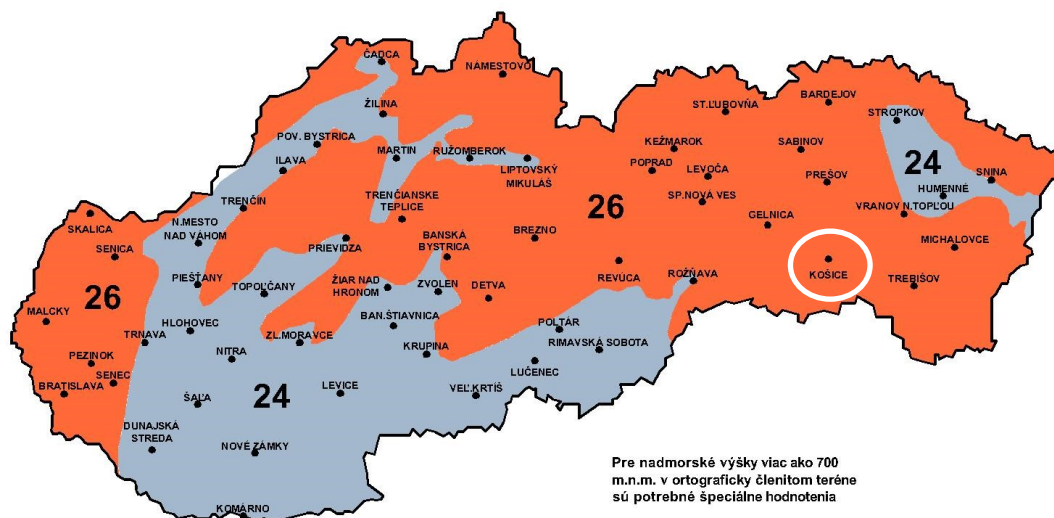 ČADCA
NÁMESTOVO
ŽILINA
ST.ĽUBOVŇA
BARDEJOV
STROPKOV
POV. BYSTRICA
ILAVA
MARTIN
RUŽOMBEROK
LIPTOVSKÝ
MIKULÁŠ
KEŽMAROK
POPRAD
LEVOČA
SABINOV
PREŠOV
24
SNINA
HUMENNÉ
TRENČIANSKE
TEPLICE
TRENČÍN
SP.NOVÁ VES
VRANOV N.TOPĽOU
SKALICA
N.MESTO
NAD VÁHOM
26
GELNICA
SENICA
PRIEVIDZA
BANSKÁ
BYSTRICA
BREZNO
MICHALOVCE
PIEŠŤANY
TOPOĽČANY
ŽIAR NAD
HRONOM
ZVOLEN
DETVA
REVÚCA
ROŽŇAVA
KOŠICE
TREBIŠOV
26
MALCKY
HLOHOVEC
BAN.ŠTIAVNICA
POLTÁR
TRNAVA
ZL.MORAVCE
RIMAVSKÁ SOBOTA
PEZINOK
NITRA
KRUPINA
LUČENEC
SENEC
BRATISLAVA
ŠAĽA
24
LEVICE
VEĽ.KRTÍŠ
DUNAJSKÁ
STREDA
NOVÉ ZÁMKY
KOMÁRNO
Pre nadmorské výšky viac ako 700
m.n.m. v ortograficky členitom teréne
sú potrebné špeciálne hodnotenia